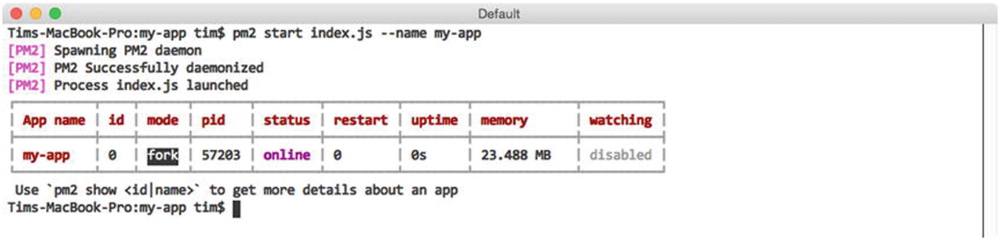 Default
Tims-MacBook-Pro:my-app tim$ pm2 start index.js --name my-app
[PM2] Spawning PM2 daemon
[PM2] PM2 Successfully daemonized
[PM2] Process index.js launched
App name id mode pid status restart uptime memory watching
my-app 0 fork 57203 online 0 0s 23.488 MB disabled
Use `pm2 show <id|name>` to get more details about an app
Tims-MacBook-Pro:my-app tim$